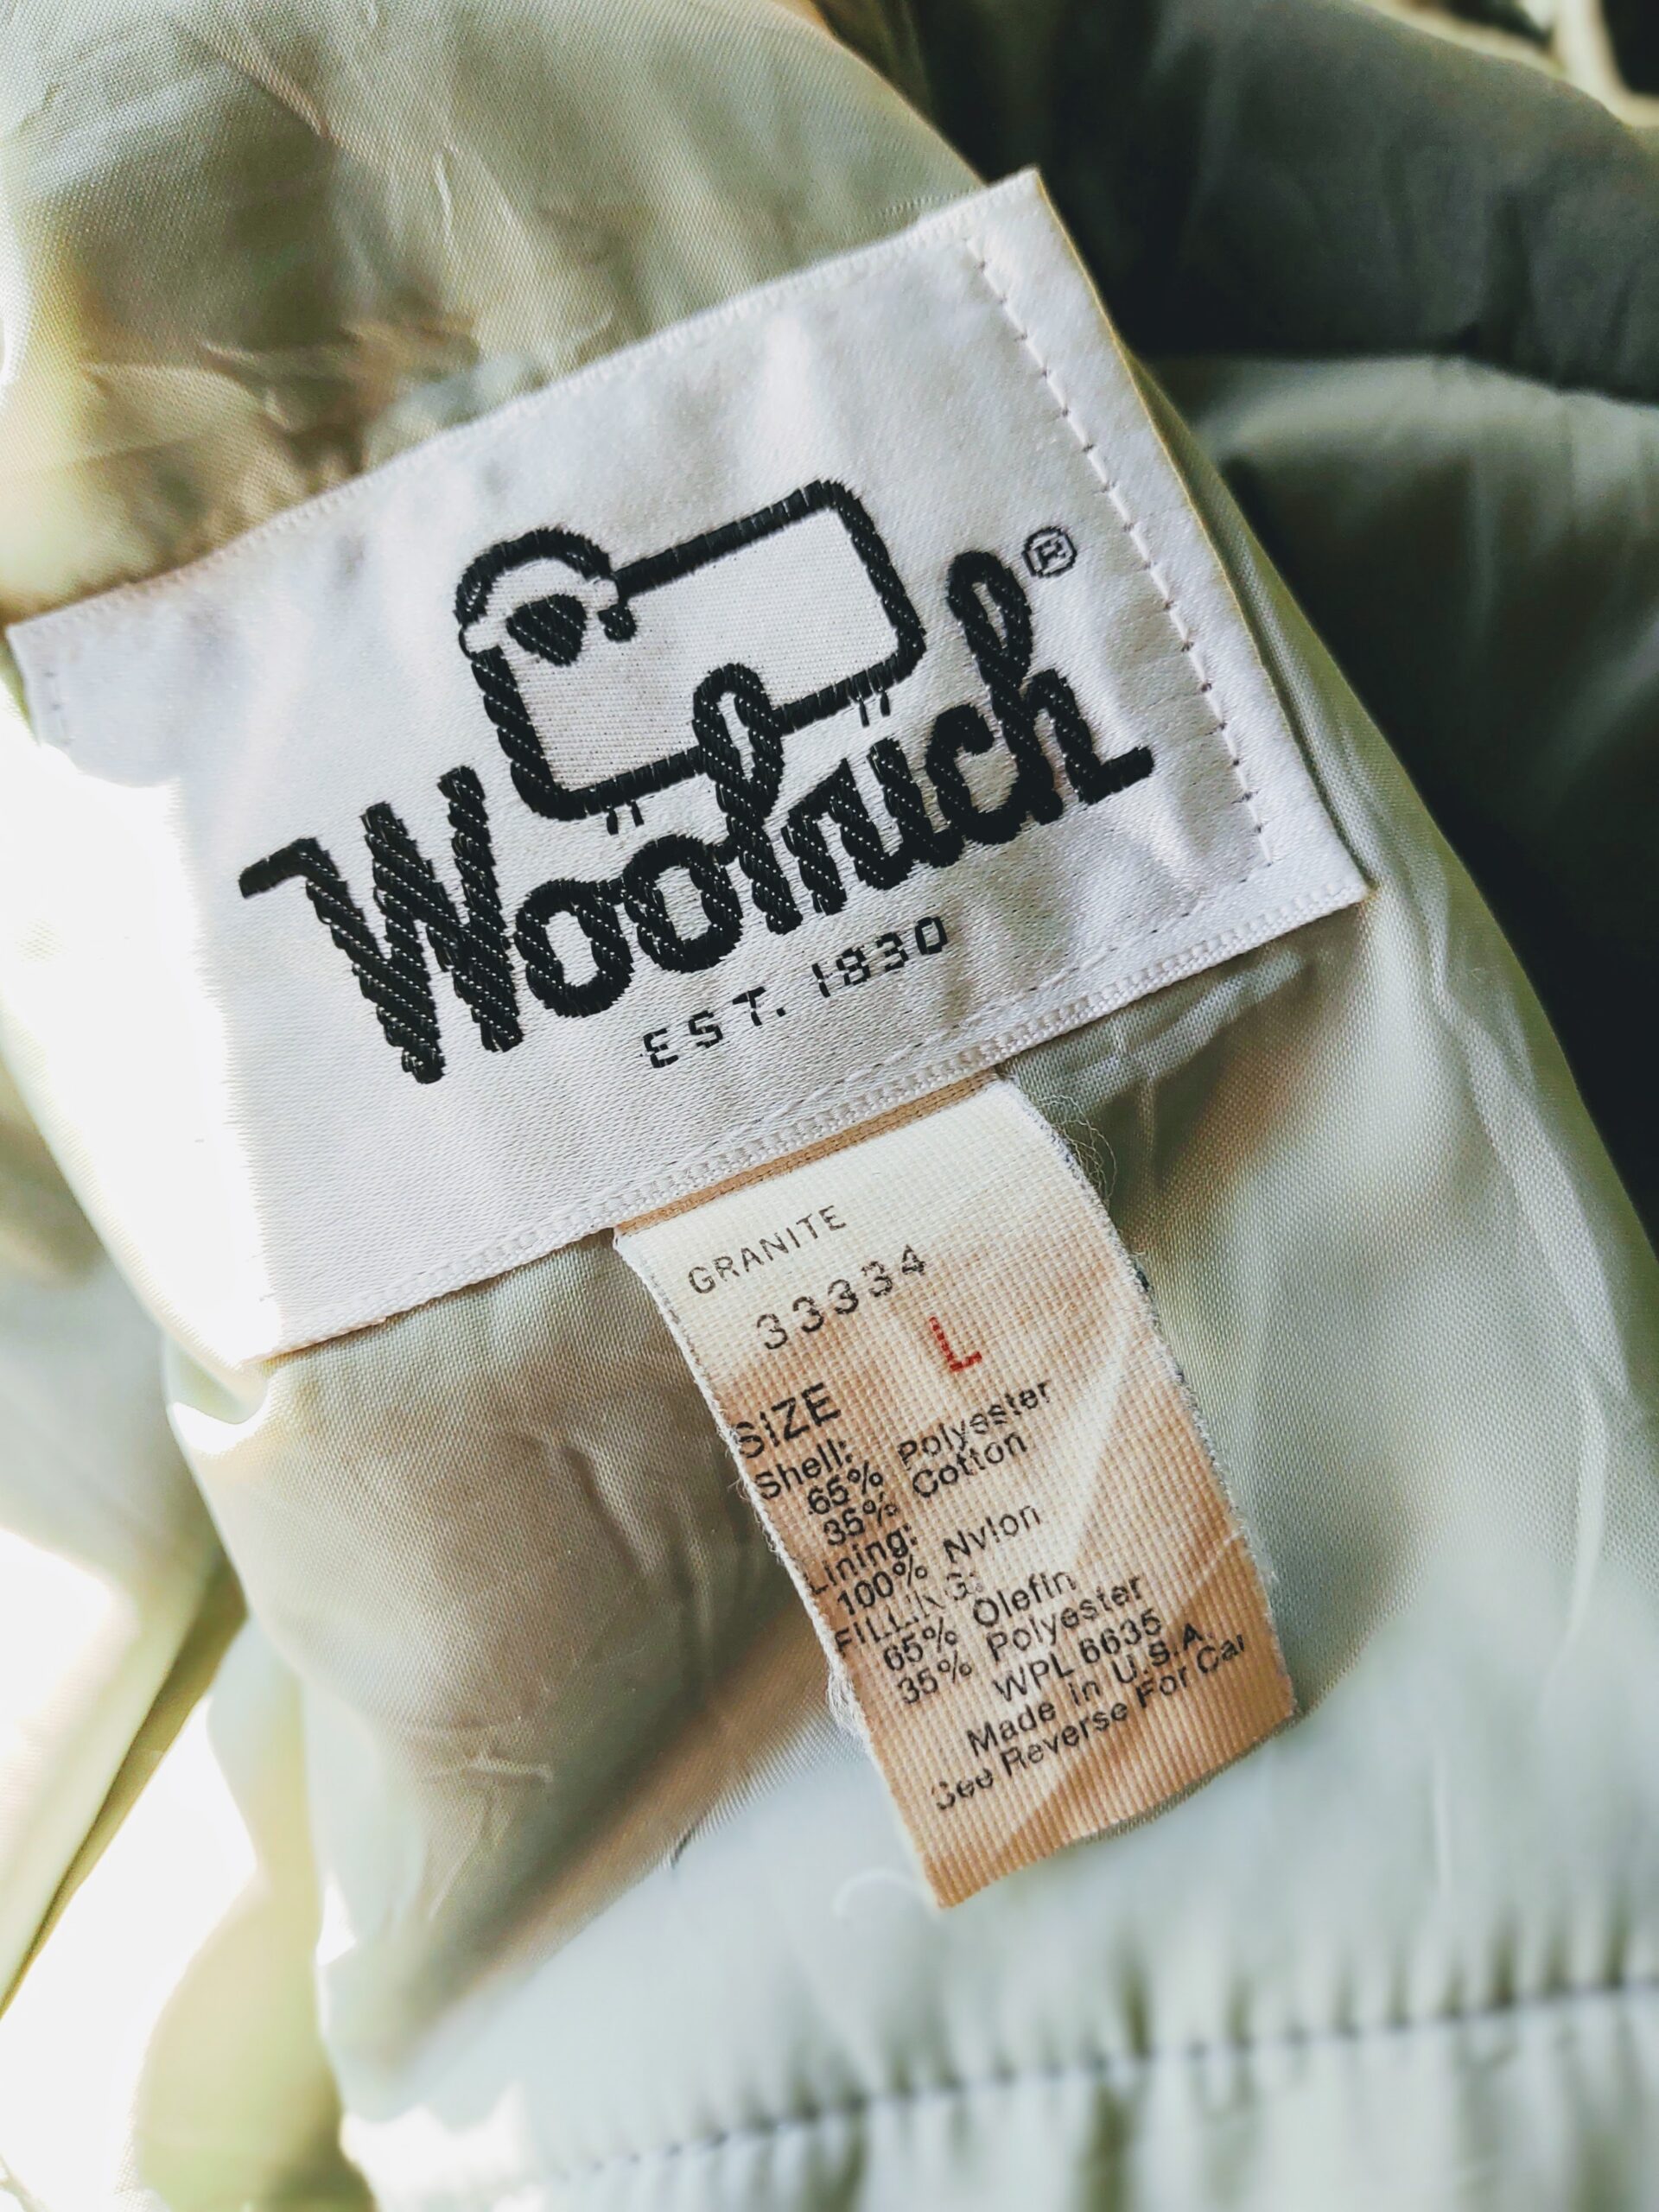 Woolrich®
EST. 1830
GRANITE
33334
L
SIZE
Shell:
65% Polyester
35% Cotton
Lining:
100% Nylon
FILLING:
65% Olefin
35% Polyester
WPL 6635
Made in U.S.A.
See Reverse For Car